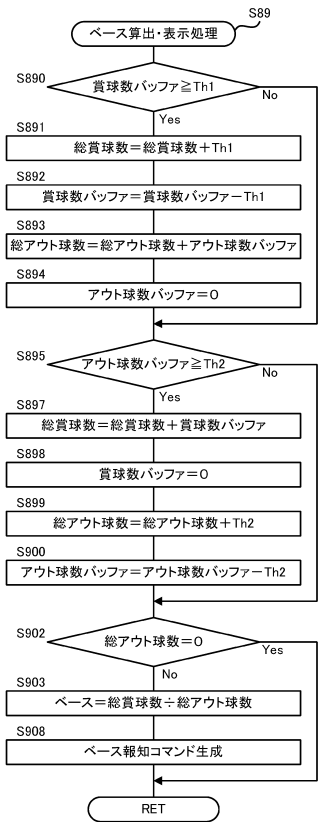 ベース算出・表示処理
S89
S890
賞球数バッファ≧Th1
No
Yes
S891
総賞球数＝総賞球数＋Th1
S892
賞球数バッファ＝賞球数バッファ－Th1
S893
総アウト球数＝総アウト球数＋アウト球数バッファ
S894
アウト球数バッファ＝0
S895
アウト球数バッファ≧Th2
No
Yes
S897
総賞球数＝総賞球数＋賞球数バッファ
S898
賞球数バッファ＝0
S899
総アウト球数＝総アウト球数＋Th2
S900
アウト球数バッファ＝アウト球数バッファ－Th2
S902
総アウト球数＝0
Yes
No
S903
ベース＝総賞球数÷総アウト球数
S908
ベース報知コマンド生成
RET